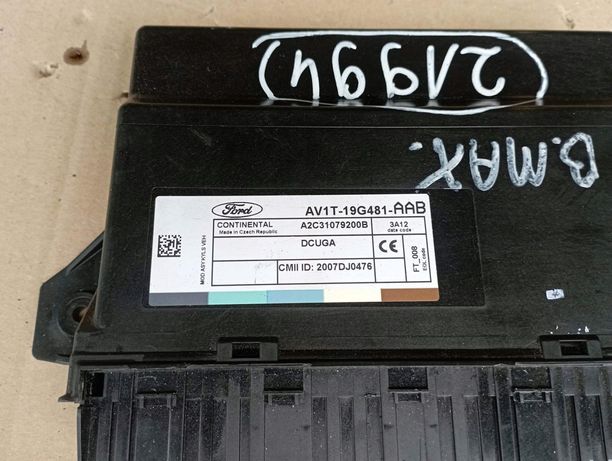 (21994)
B.MAX.
Ford
AV1T-19G481-AAB
CONTINENTAL
Made in Czech Republic
A2C31079200B
3A12
date code
DCUGA
CE
CMII ID: 2007DJ0476
FT_008
EOL code
MOD ASY KYLS VEH